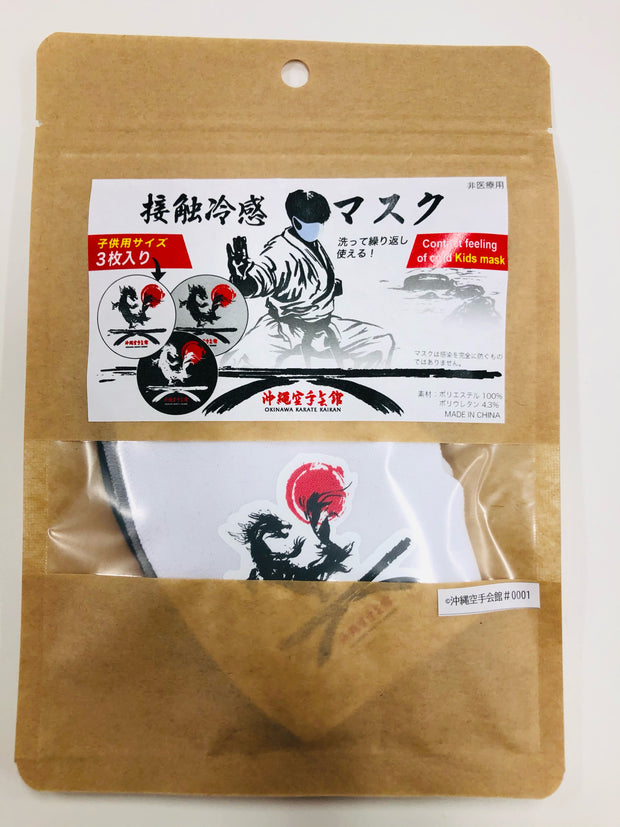 非医療用
接触冷感 マスク
子供用サイズ
3枚入り
洗って繰り返し
使える！
Contact feeling
of cold Kids mask
マスクは感染を完全に防ぐもの
ではありません。
素材：ポリエステル 100%
ポリウレタン 4.3%
MADE IN CHINA
沖縄空手会館
OKINAWA KARATE KAIKAN
©沖縄空手会館＃0001